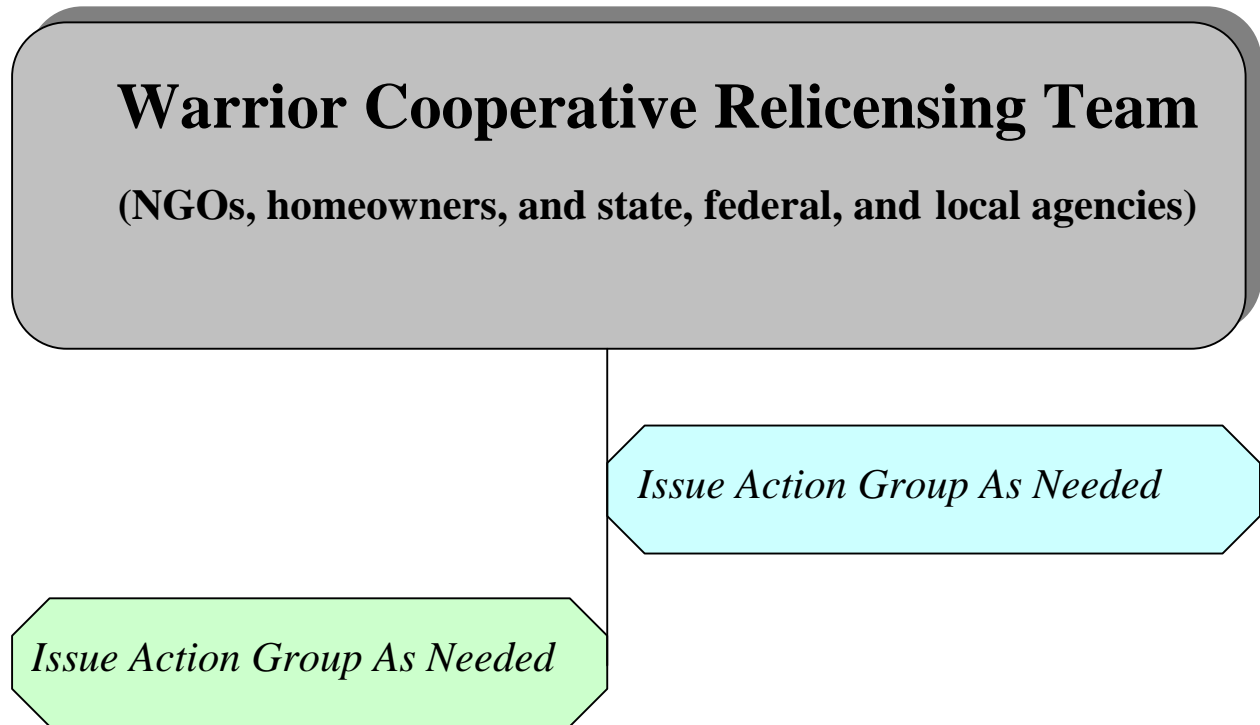 Warrior Cooperative Relicensing Team
(NGOs, homeowners, and state, federal, and local agencies)
Issue Action Group As Needed
Issue Action Group As Needed